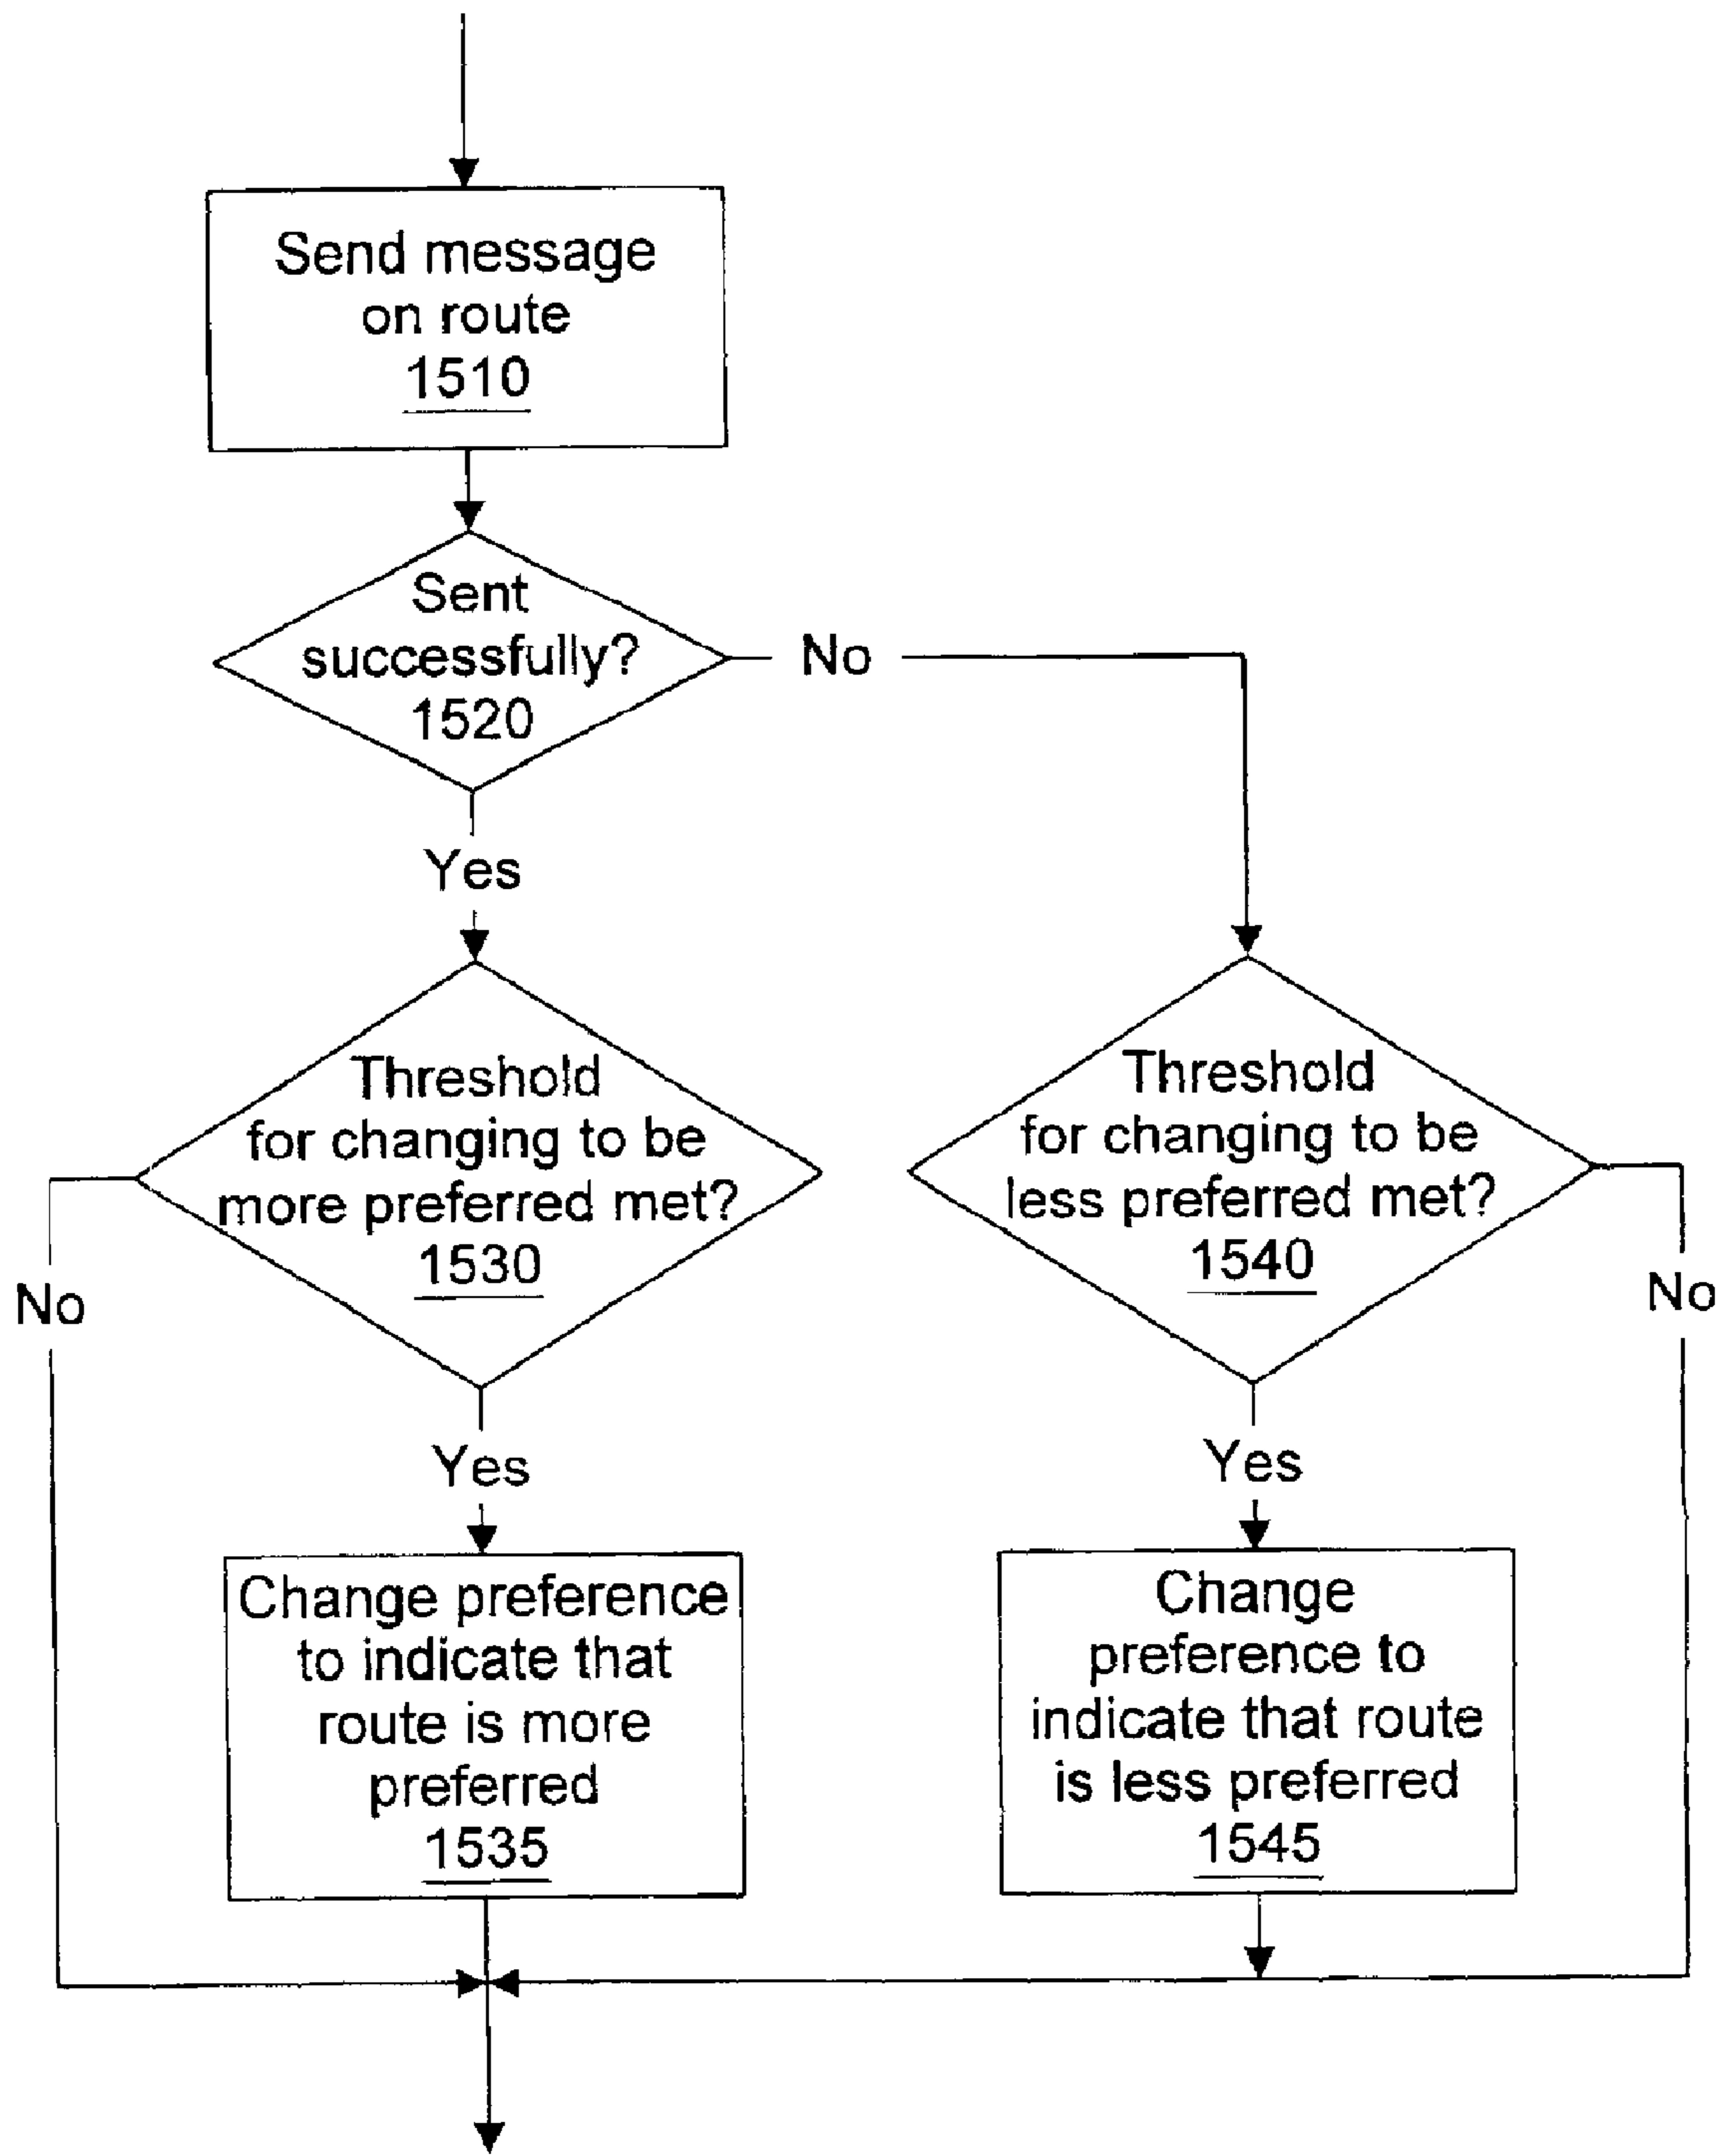 Send message
on route
1510
Sent
successfully?
1520
No
Yes
Threshold
for changing to be
more preferred met?
1530
Threshold
for changing to be
less preferred met?
1540
No
No
Yes
Yes
Change preference
to indicate that
route is more
preferred
1535
Change
preference to
indicate that route
is less preferred
1545